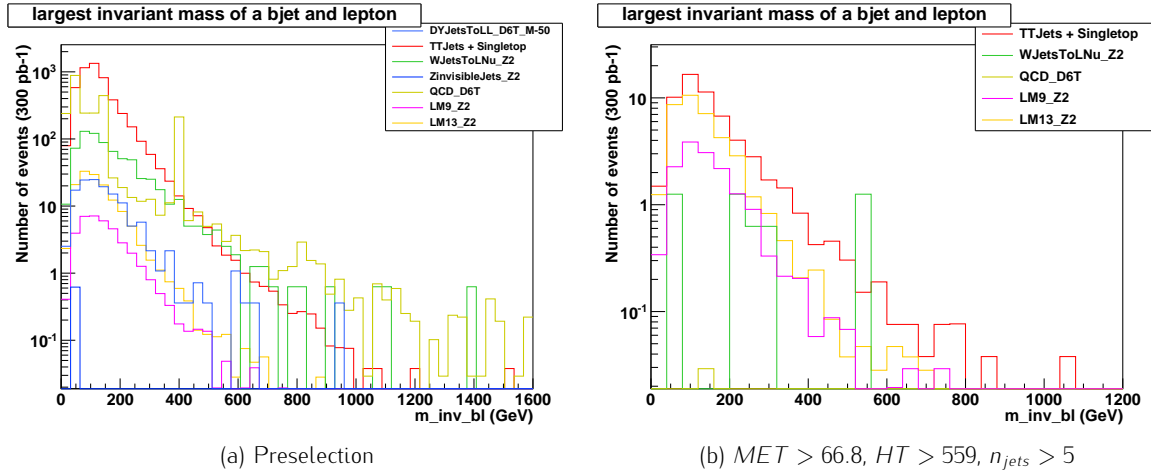 largest invariant mass of a bjet and lepton
DYJetsToLL_D6T_M-50
TTJets + Singletop
WJetsToLNu_Z2
ZinvisibleJets_Z2
QCD_D6T
LM9_Z2
LM13_Z2
Number of events (300 pb-1)
10^3
10^2
10
1
10^-1
0 200 400 600 800 1000 1200 1400 1600
m_inv_bl (GeV)
(a) Preselection
largest invariant mass of a bjet and lepton
TTJets + Singletop
WJetsToLNu_Z2
QCD_D6T
LM9_Z2
LM13_Z2
Number of events (300 pb-1)
10
1
10^-1
0 200 400 600 800 1000 1200
m_inv_bl (GeV)
(b) MET > 66.8, HT > 559, n_jets > 5